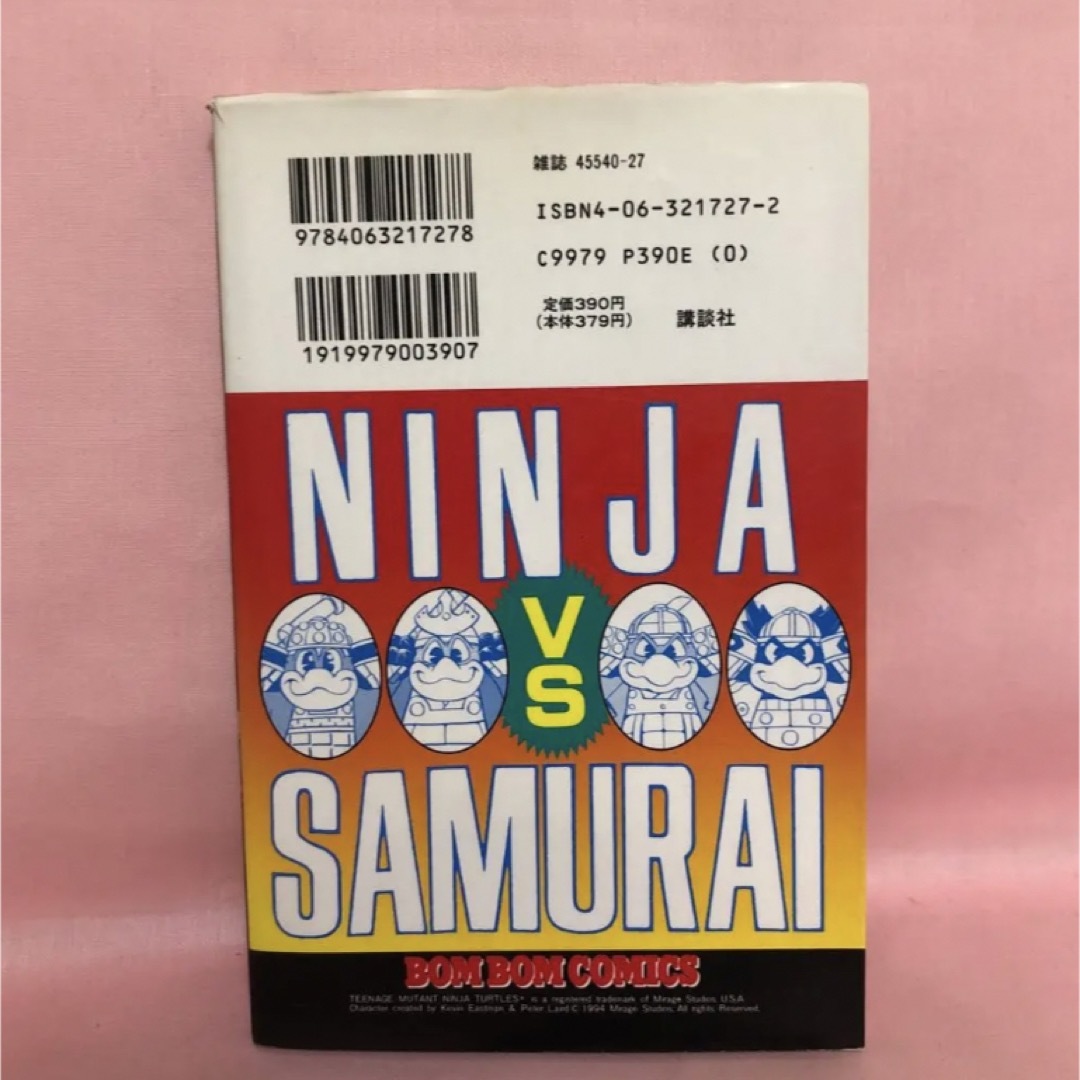 9784063217278
1919979003907
雑誌 45540-27
ISBN4-06-321727-2
C9979 P390E (0)
定価390円
(本体379円)
講談社
NINJA
VS
SAMURAI
BOM BOM COMICS
TEENAGE MUTANT NINJA TURTLES® is a registered trademark of Mirage Studios, U.S.A.
Character created by Kevin Eastman & Peter Laird.© 1994 Mirage Studios, All rights Reserved.